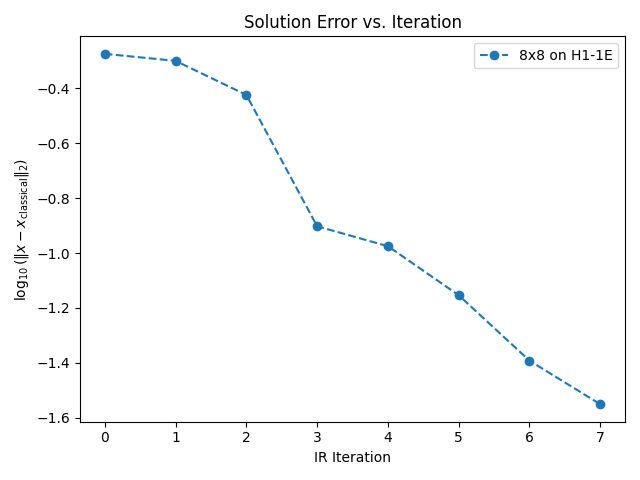 Solution Error vs. Iteration
8x8 on H1-1E
−0.4
−0.6
−0.8
−1.0
−1.2
−1.4
−1.6
log₁₀ (‖x − x_classical‖₂)
0 1 2 3 4 5 6 7
IR Iteration